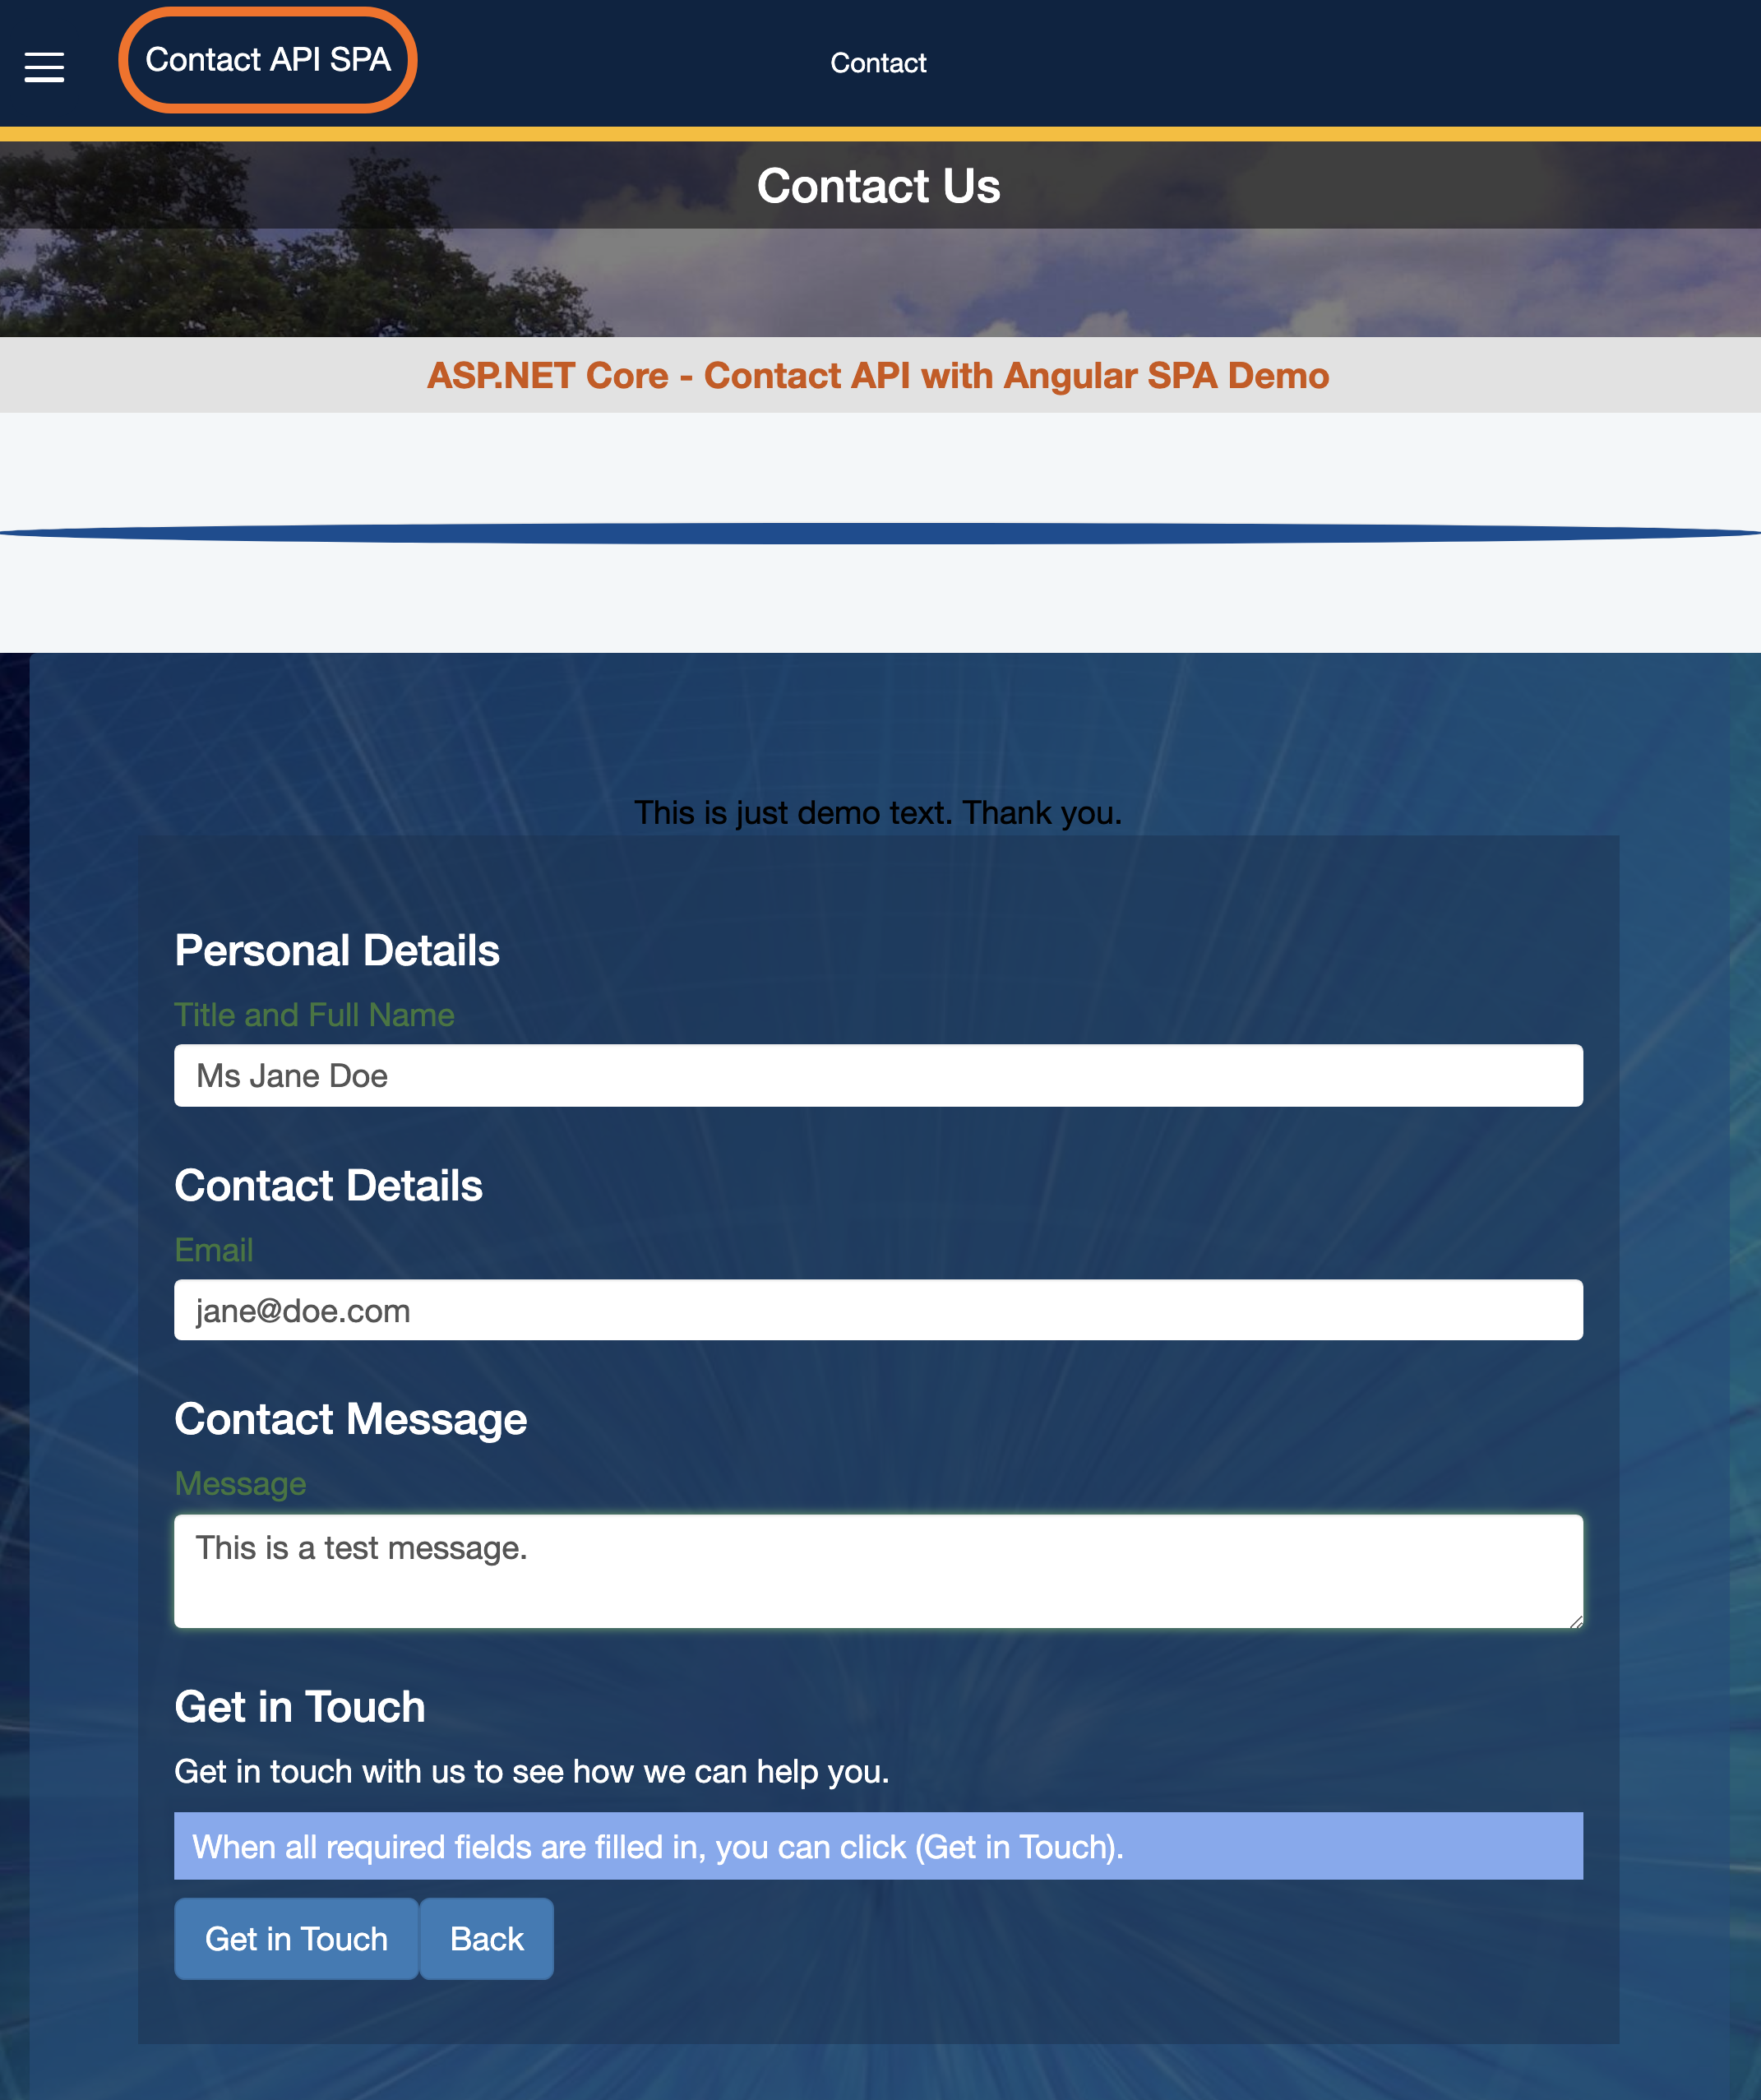 Contact API SPA
Contact
Contact Us
ASP.NET Core - Contact API with Angular SPA Demo
This is just demo text. Thank you.
Personal Details
Title and Full Name
Ms Jane Doe
Contact Details
Email
jane@doe.com
Contact Message
Message
This is a test message.
Get in Touch
Get in touch with us to see how we can help you.
When all required fields are filled in, you can click (Get in Touch).
Get in Touch Back